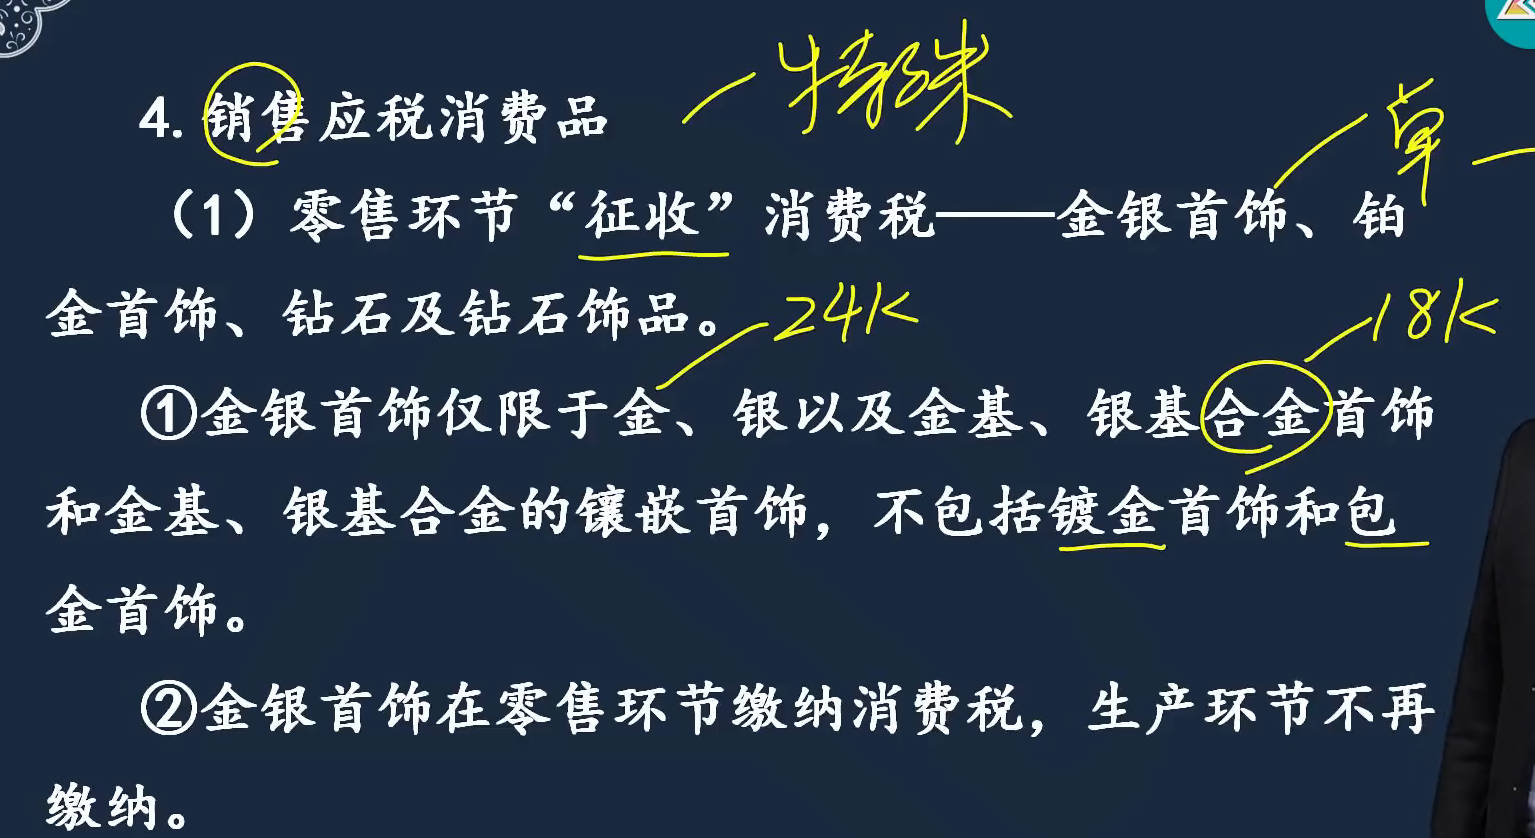 特殊
4. 销售应税消费品
单一
（1）零售环节“征收”消费税——金银首饰、铂
金首饰、钻石及钻石饰品。
24K
18K
①金银首饰仅限于金、银以及金基、银基合金首饰
和金基、银基合金的镶嵌首饰，不包括镀金首饰和包
金首饰。
②金银首饰在零售环节缴纳消费税，生产环节不再
缴纳。